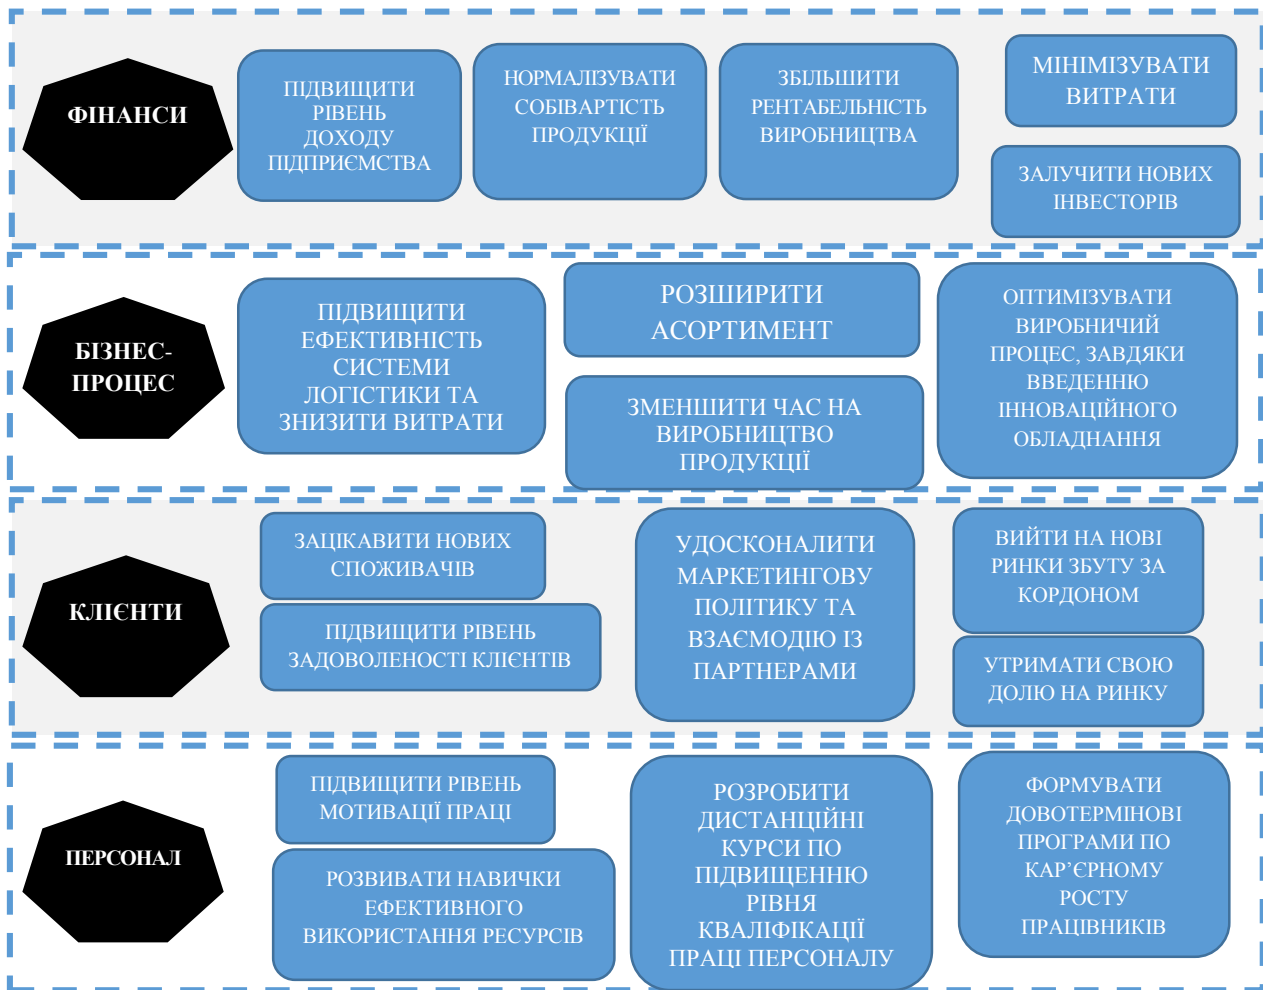 ФІНАНСИ
ПІДВИЩИТИ
РІВЕНЬ
ДОХОДУ
ПІДПРИЄМСТВА
НОРМАЛІЗУВАТИ
СОБІВАРТІСТЬ
ПРОДУКЦІЇ
ЗБІЛЬШИТИ
РЕНТАБЕЛЬНІСТЬ
ВИРОБНИЦТВА
МІНІМІЗУВАТИ
ВИТРАТИ
ЗАЛУЧИТИ НОВИХ
ІНВЕСТОРІВ
БІЗНЕС-
ПРОЦЕС
ПІДВИЩИТИ
ЕФЕКТИВНІСТЬ
СИСТЕМИ
ЛОГІСТИКИ ТА
ЗНИЗИТИ ВИТРАТИ
РОЗШИРИТИ
АСОРТИМЕНТ
ЗМЕНШИТИ ЧАС НА
ВИРОБНИЦТВО
ПРОДУКЦІЇ
ОПТИМІЗУВАТИ
ВИРОБНИЧИЙ
ПРОЦЕС, ЗАВДЯКИ
ВВЕДЕННЮ
ІННОВАЦІЙНОГО
ОБЛАДНАННЯ
КЛІЄНТИ
ЗАЦІКАВИТИ НОВИХ
СПОЖИВАЧІВ
ПІДВИЩИТИ РІВЕНЬ
ЗАДОВОЛЕНОСТІ КЛІЄНТІВ
УДОСКОНАЛИТИ
МАРКЕТИНГОВУ
ПОЛІТИКУ ТА
ВЗАЄМОДІЮ ІЗ
ПАРТНЕРАМИ
ВИЙТИ НА НОВІ
РИНКИ ЗБУТУ ЗА
КОРДОНОМ
УТРИМАТИ СВОЮ
ДОЛЮ НА РИНКУ
ПЕРСОНАЛ
ПІДВИЩИТИ РІВЕНЬ
МОТИВАЦІЇ ПРАЦІ
РОЗВИВАТИ НАВИЧКИ
ЕФЕКТИВНОГО
ВИКОРИСТАННЯ РЕСУРСІВ
РОЗРОБИТИ
ДИСТАНЦІЙНІ
КУРСИ ПО
ПІДВИЩЕННЮ
РІВНЯ
КВАЛІФІКАЦІЇ
ПРАЦІ ПЕРСОНАЛУ
ФОРМУВАТИ
ДОВОТЕРМІНОВІ
ПРОГРАМИ ПО
КАР’ЄРНОМУ
РОСТУ
ПРАЦІВНИКІВ